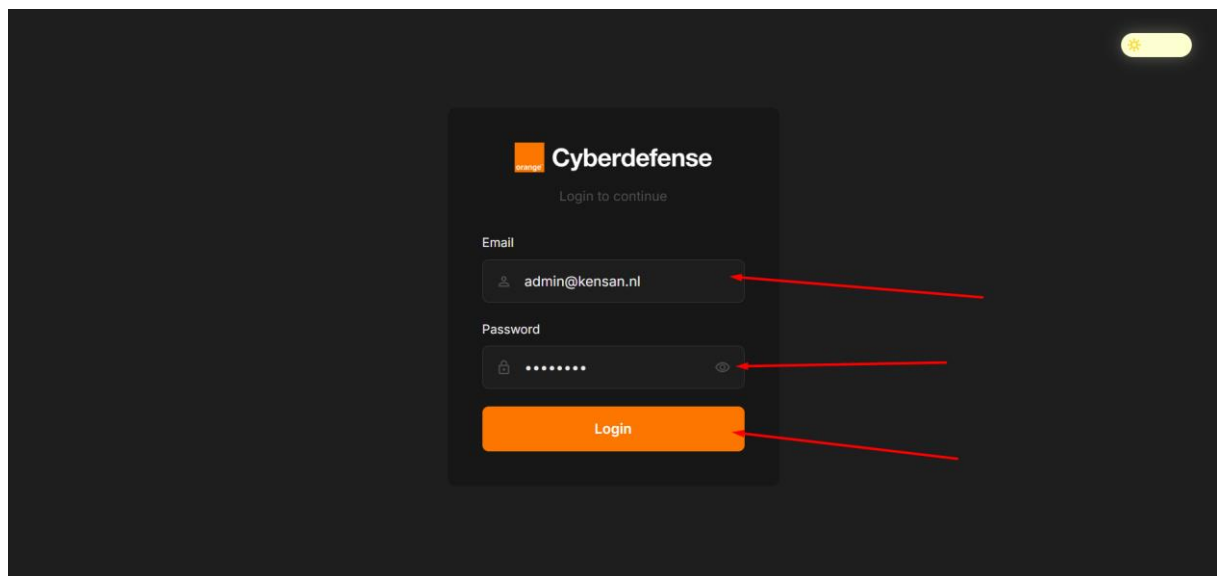 orange
Cyberdefense
Login to continue
Email
admin@kensan.nl
Password
••••••••
Login